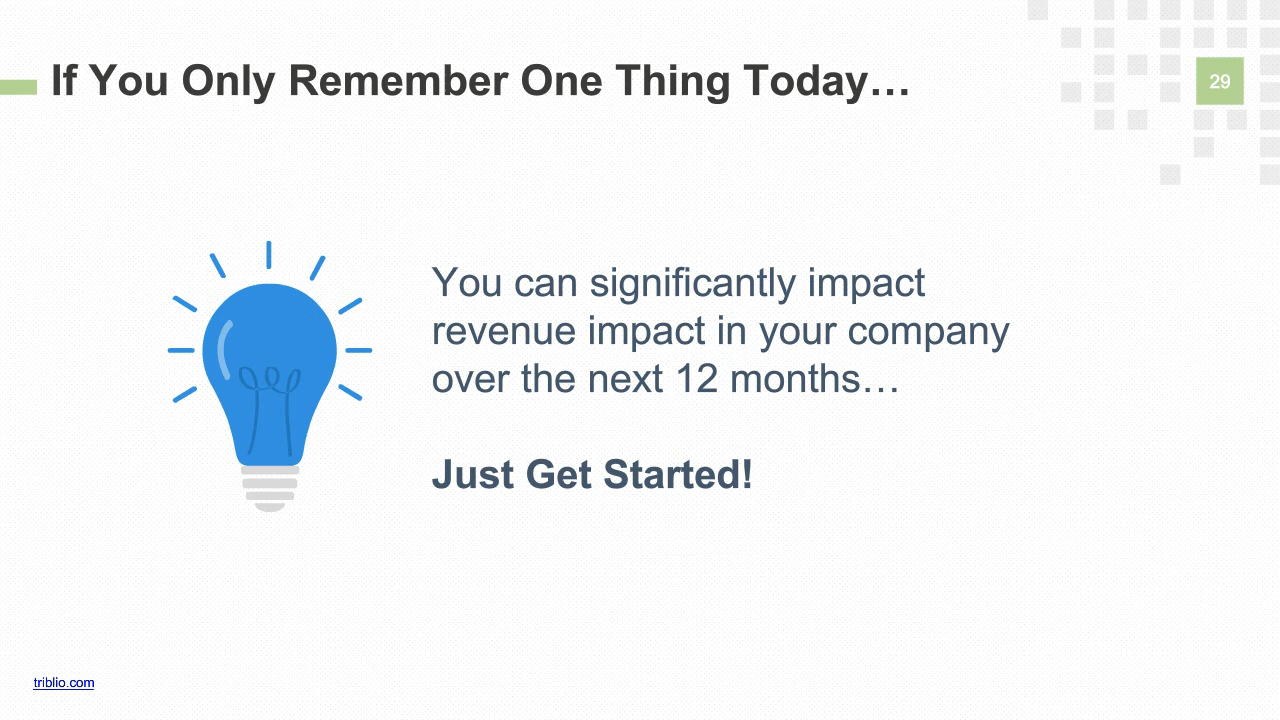 If You Only Remember One Thing Today…
29
You can significantly impact
revenue impact in your company
over the next 12 months…
Just Get Started!
triblio.com